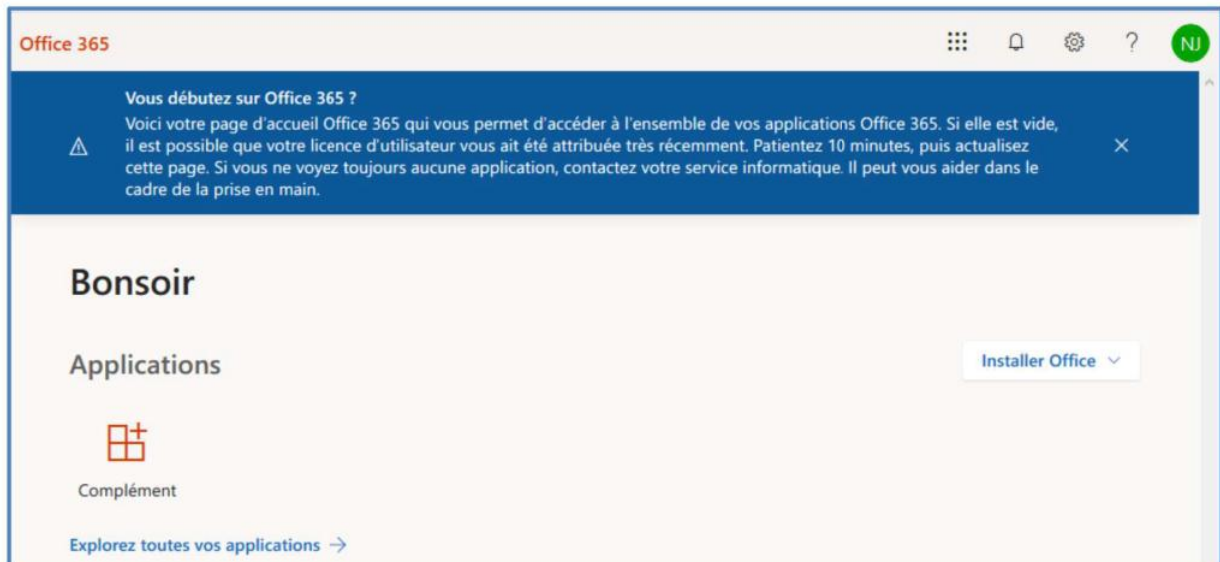 Office 365
?
NJ
Vous débutez sur Office 365 ?
Voici votre page d'accueil Office 365 qui vous permet d'accéder à l'ensemble de vos applications Office 365. Si elle est vide,
il est possible que votre licence d'utilisateur vous ait été attribuée très récemment. Patientez 10 minutes, puis actualisez
cette page. Si vous ne voyez toujours aucune application, contactez votre service informatique. Il peut vous aider dans le
cadre de la prise en main.
Bonsoir
Applications
Installer Office
Complément
Explorez toutes vos applications →